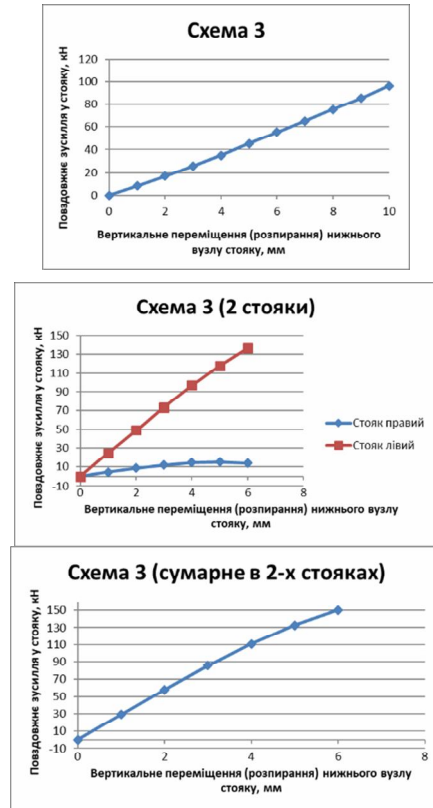 Схема 3
Повздовжнє зусилля у стояку, кН
120
100
80
60
40
20
0
0 2 4 6 8 10
Вертикальне переміщення (розпирання) нижнього
вузлу стояку, мм
Схема 3 (2 стояки)
Повздовжнє зусилля у стояку, кН
150
130
110
90
70
50
30
10
-10
0 2 4 6 8
Вертикальне переміщення (розпирання) нижнього вузлу
стояку, мм
Стояк правий
Стояк лівий
Схема 3 (сумарне в 2-х стояках)
Повздовжнє зусилля у стояку, кН
150
130
110
90
70
50
30
10
-10
0 2 4 6 8
Вертикальне переміщення (розпирання) нижнього вузлу
стояку, мм